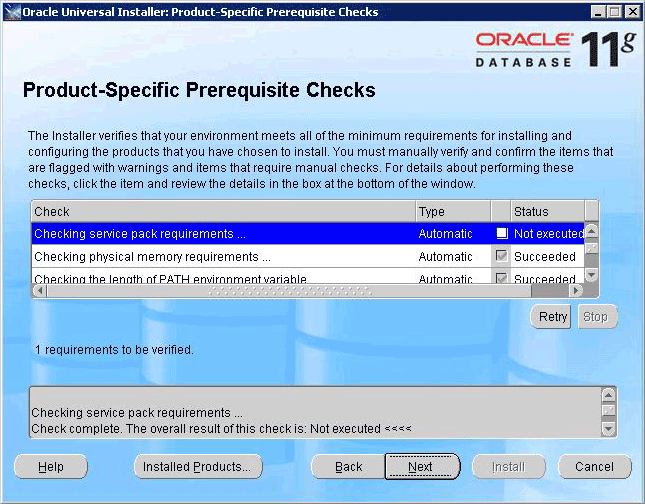 Oracle Universal Installer: Product-Specific Prerequisite Checks
ORACLE
DATABASE 11g
Product-Specific Prerequisite Checks
The Installer verifies that your environment meets all of the minimum requirements for installing and
configuring the products that you have chosen to install. You must manually verify and confirm the items that
are flagged with warnings and items that require manual checks. For details about performing these
checks, click the item and review the details in the box at the bottom of the window.
Check Type Status
Checking service pack requirements ... Automatic Not executed
Checking physical memory requirements ... Automatic Succeeded
Checking the length of PATH environment variable Automatic Succeeded
Retry Stop
1 requirements to be verified.
Checking service pack requirements ...
Check complete. The overall result of this check is: Not executed <<<<
Help Installed Products... Back Next Install Cancel